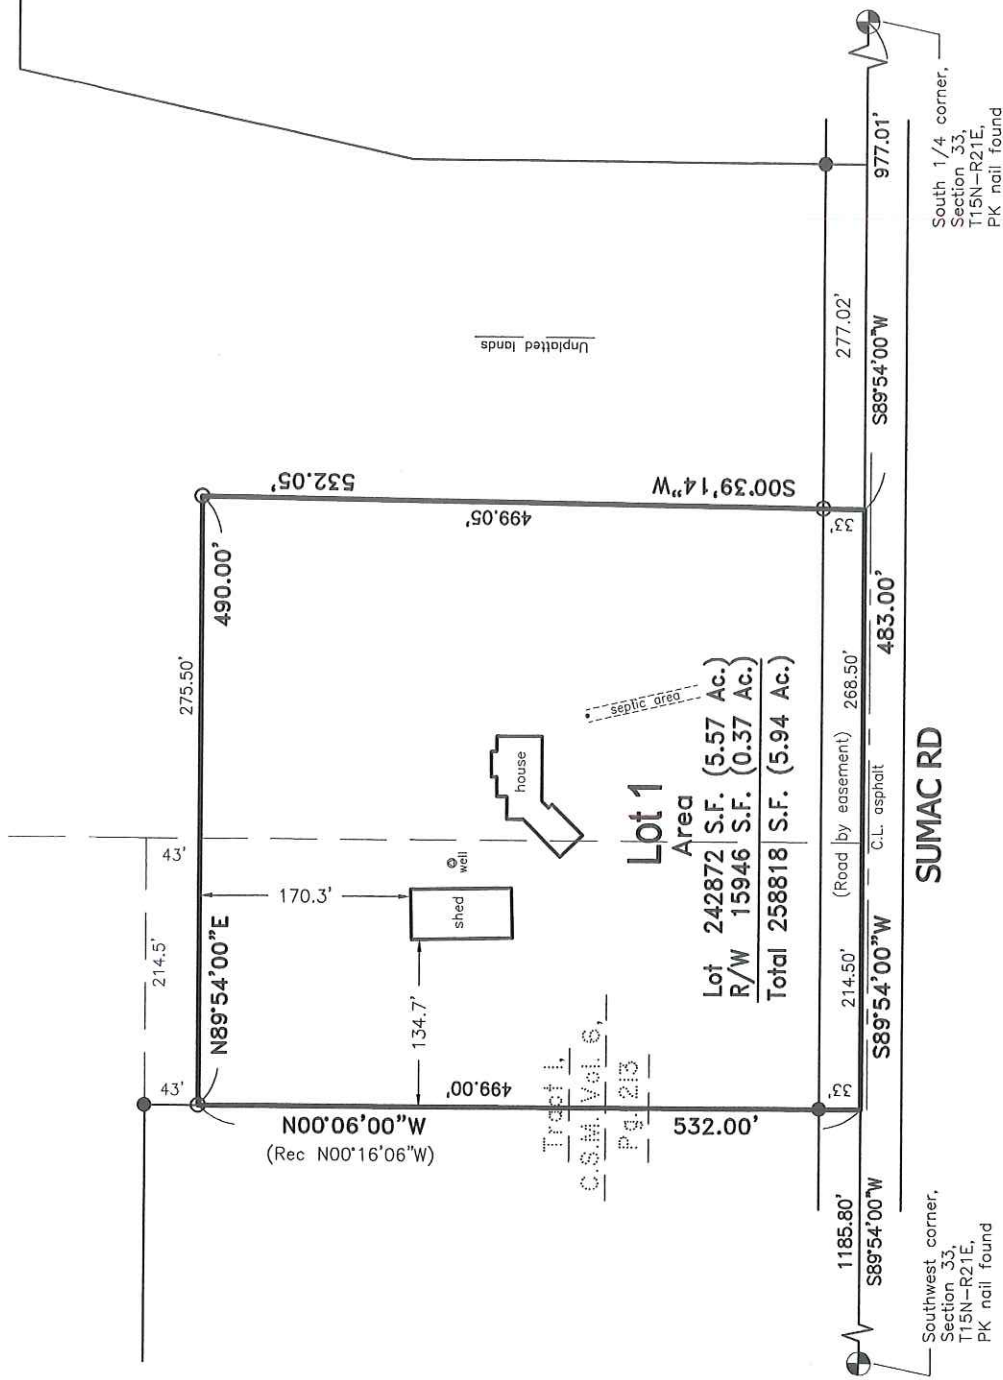 214.5'
43'
43'
275.50'
N89°54'00"E
490.00'
170.3'
134.7'
shed
well
house
septic area
499.00'
N00°06'00"W
(Rec N00°16'06"W)
532.00'
532.05'
499.05'
S00°39'14"W
Unplatted lands
Tract 1,
C.S.M. Vol. 6,
Pg. 213
Lot 1
Area
Lot 242872 S.F. (5.57 Ac.)
R/W 15946 S.F. (0.37 Ac.)
Total 258818 S.F. (5.94 Ac.)
33'
214.50'
(Road by easement)
268.50'
33'
277.02'
1185.80'
S89°54'00"W
S89°54'00"W
C.L. asphalt
483.00'
S89°54'00"W
977.01'
SUMAC RD
Southwest corner,
Section 33,
T15N-R21E,
PK nail found
South 1/4 corner,
Section 33,
T15N-R21E,
PK nail found